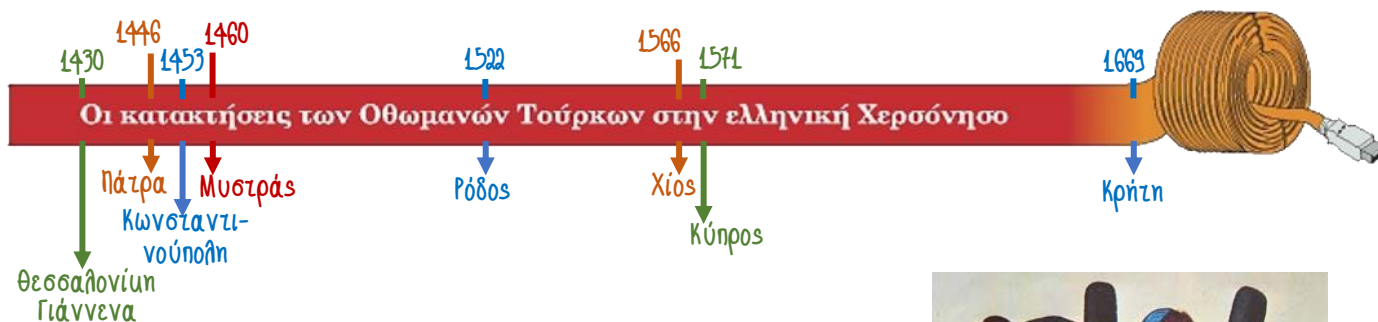 1446
1460
1430
1453
1522
1566
1571
1669
Οι κατακτήσεις των Οθωμανών Τούρκων στην ελληνική Χερσόνησο
Πάτρα
Μυστράς
Ρόδος
Χίος
Κρήτη
Κωνσταντι-
νούπολη
Κύπρος
Θεσσαλονίκη
Γιάννενα